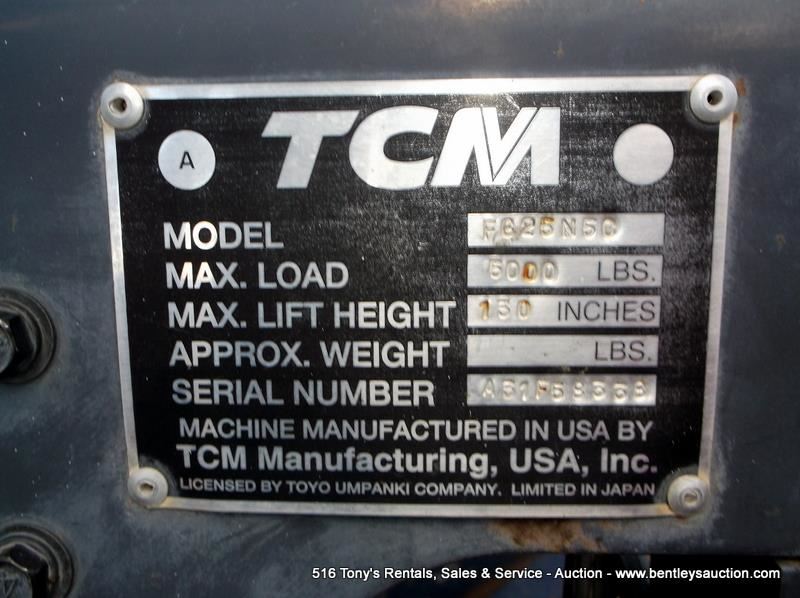 A
TCM
MODEL FG25N5C
MAX. LOAD 5000 LBS.
MAX. LIFT HEIGHT 130 INCHES
APPROX. WEIGHT LBS.
SERIAL NUMBER
MACHINE MANUFACTURED IN USA BY
TCM Manufacturing, USA, Inc.
LICENSED BY TOYO UMPANKI COMPANY. LIMITED IN JAPAN
516 Tony's Rentals, Sales & Service - Auction - www.bentleysauction.com